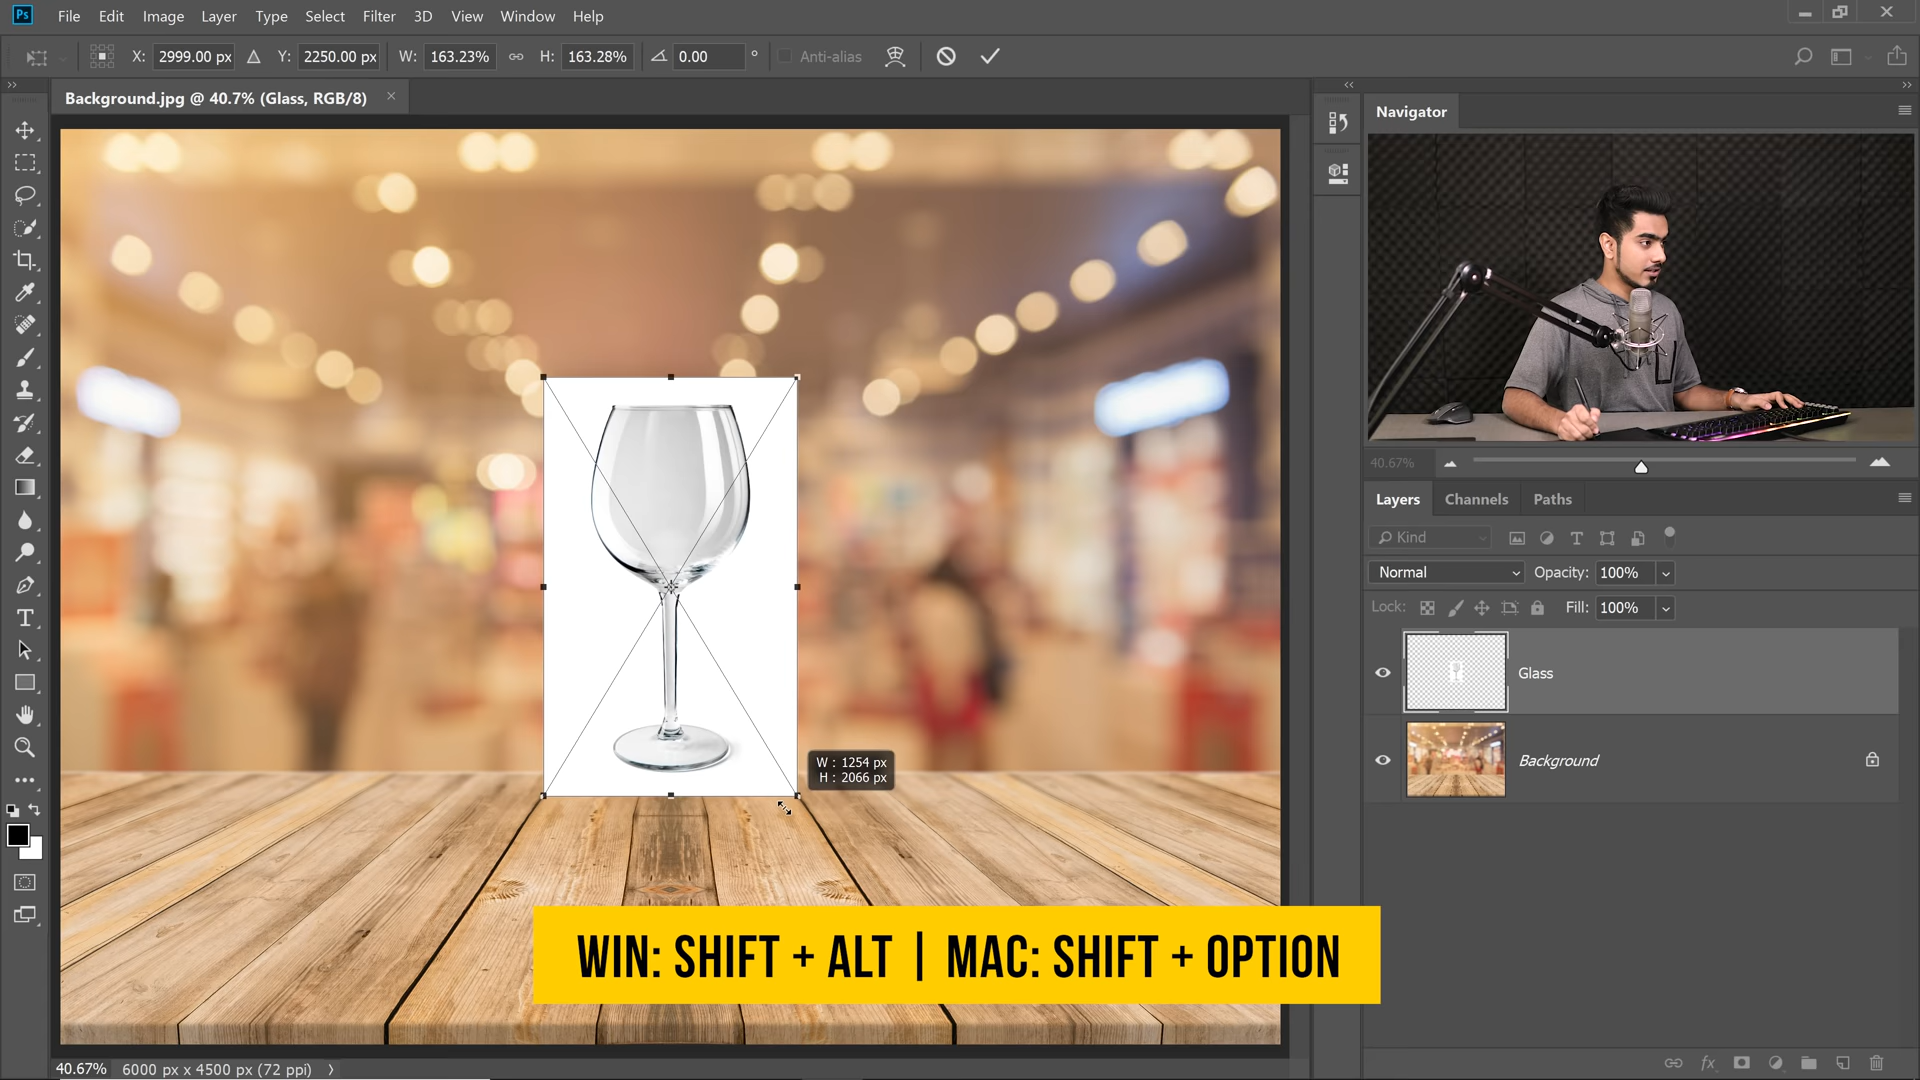 Ps File Edit Image Layer Type Select Filter 3D View Window Help
X: 2999.00 px Y: 2250.00 px W: 163.23% H: 163.28% 0.00 ° Anti-alias
Background.jpg @ 40.7% (Glass, RGB/8) ×
Navigator
W : 1254 px
H : 2066 px
40.67%
Layers Channels Paths
Kind
Normal Opacity: 100%
Lock: Fill: 100%
Glass
Background
WIN: SHIFT + ALT | MAC: SHIFT + OPTION
fx
40.67% 6000 px x 4500 px (72 ppi)